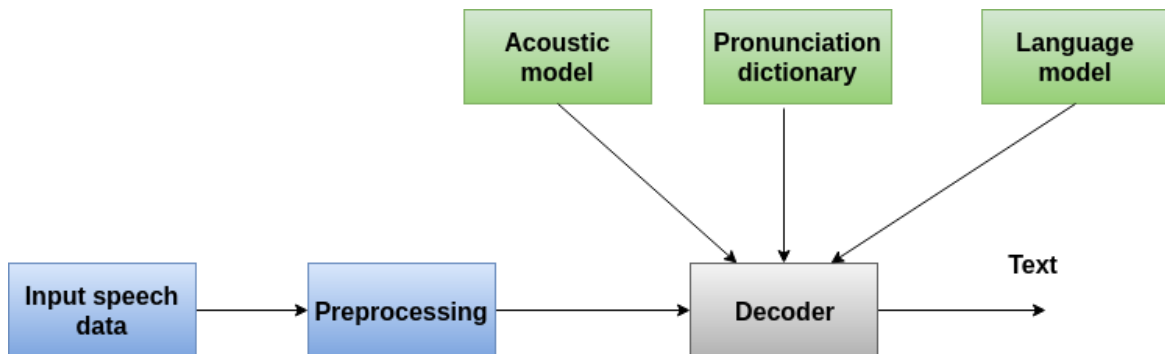 Acoustic
model
Pronunciation
dictionary
Language
model
Input speech
data
Preprocessing
Decoder
Text